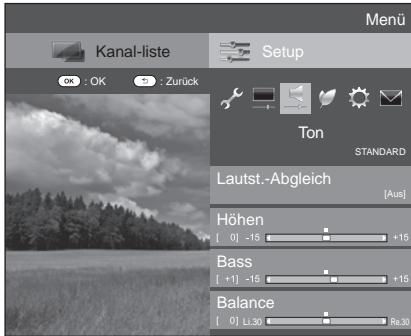 Menü
Kanal-liste
Setup
OK : OK : Zurück
Ton
STANDARD
Lautst.-Abgleich
[Aus]
Höhen
[ 0] -15 +15
Bass
[ +1] -15 +15
Balance
[ 0] Li.30 Re.30